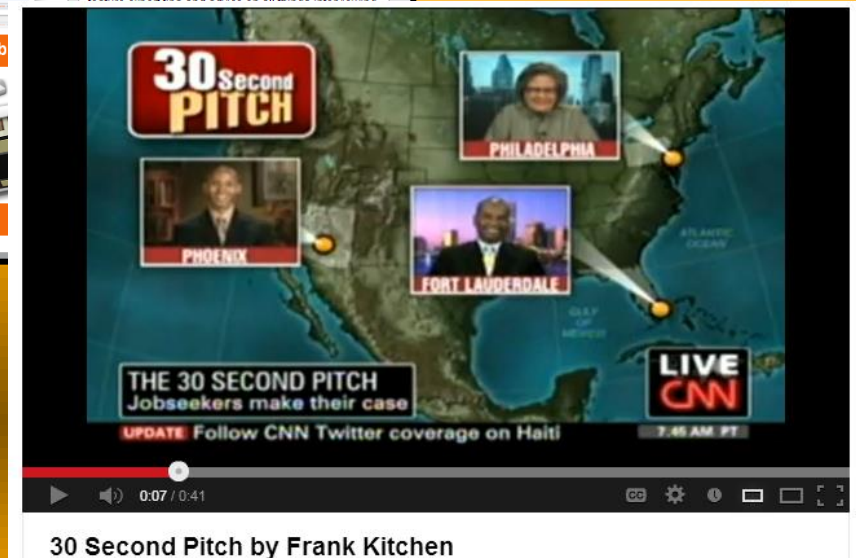 30 Second
PITCH
PHILADELPHIA
PHOENIX
FORT LAUDERDALE
ATLANTIC
OCEAN
GULF
OF
MEXICO
THE 30 SECOND PITCH
Jobseekers make their case
LIVE
CNN
UPDATE Follow CNN Twitter coverage on Haiti
7:45 AM PT
0:07 / 0:41
CC
30 Second Pitch by Frank Kitchen